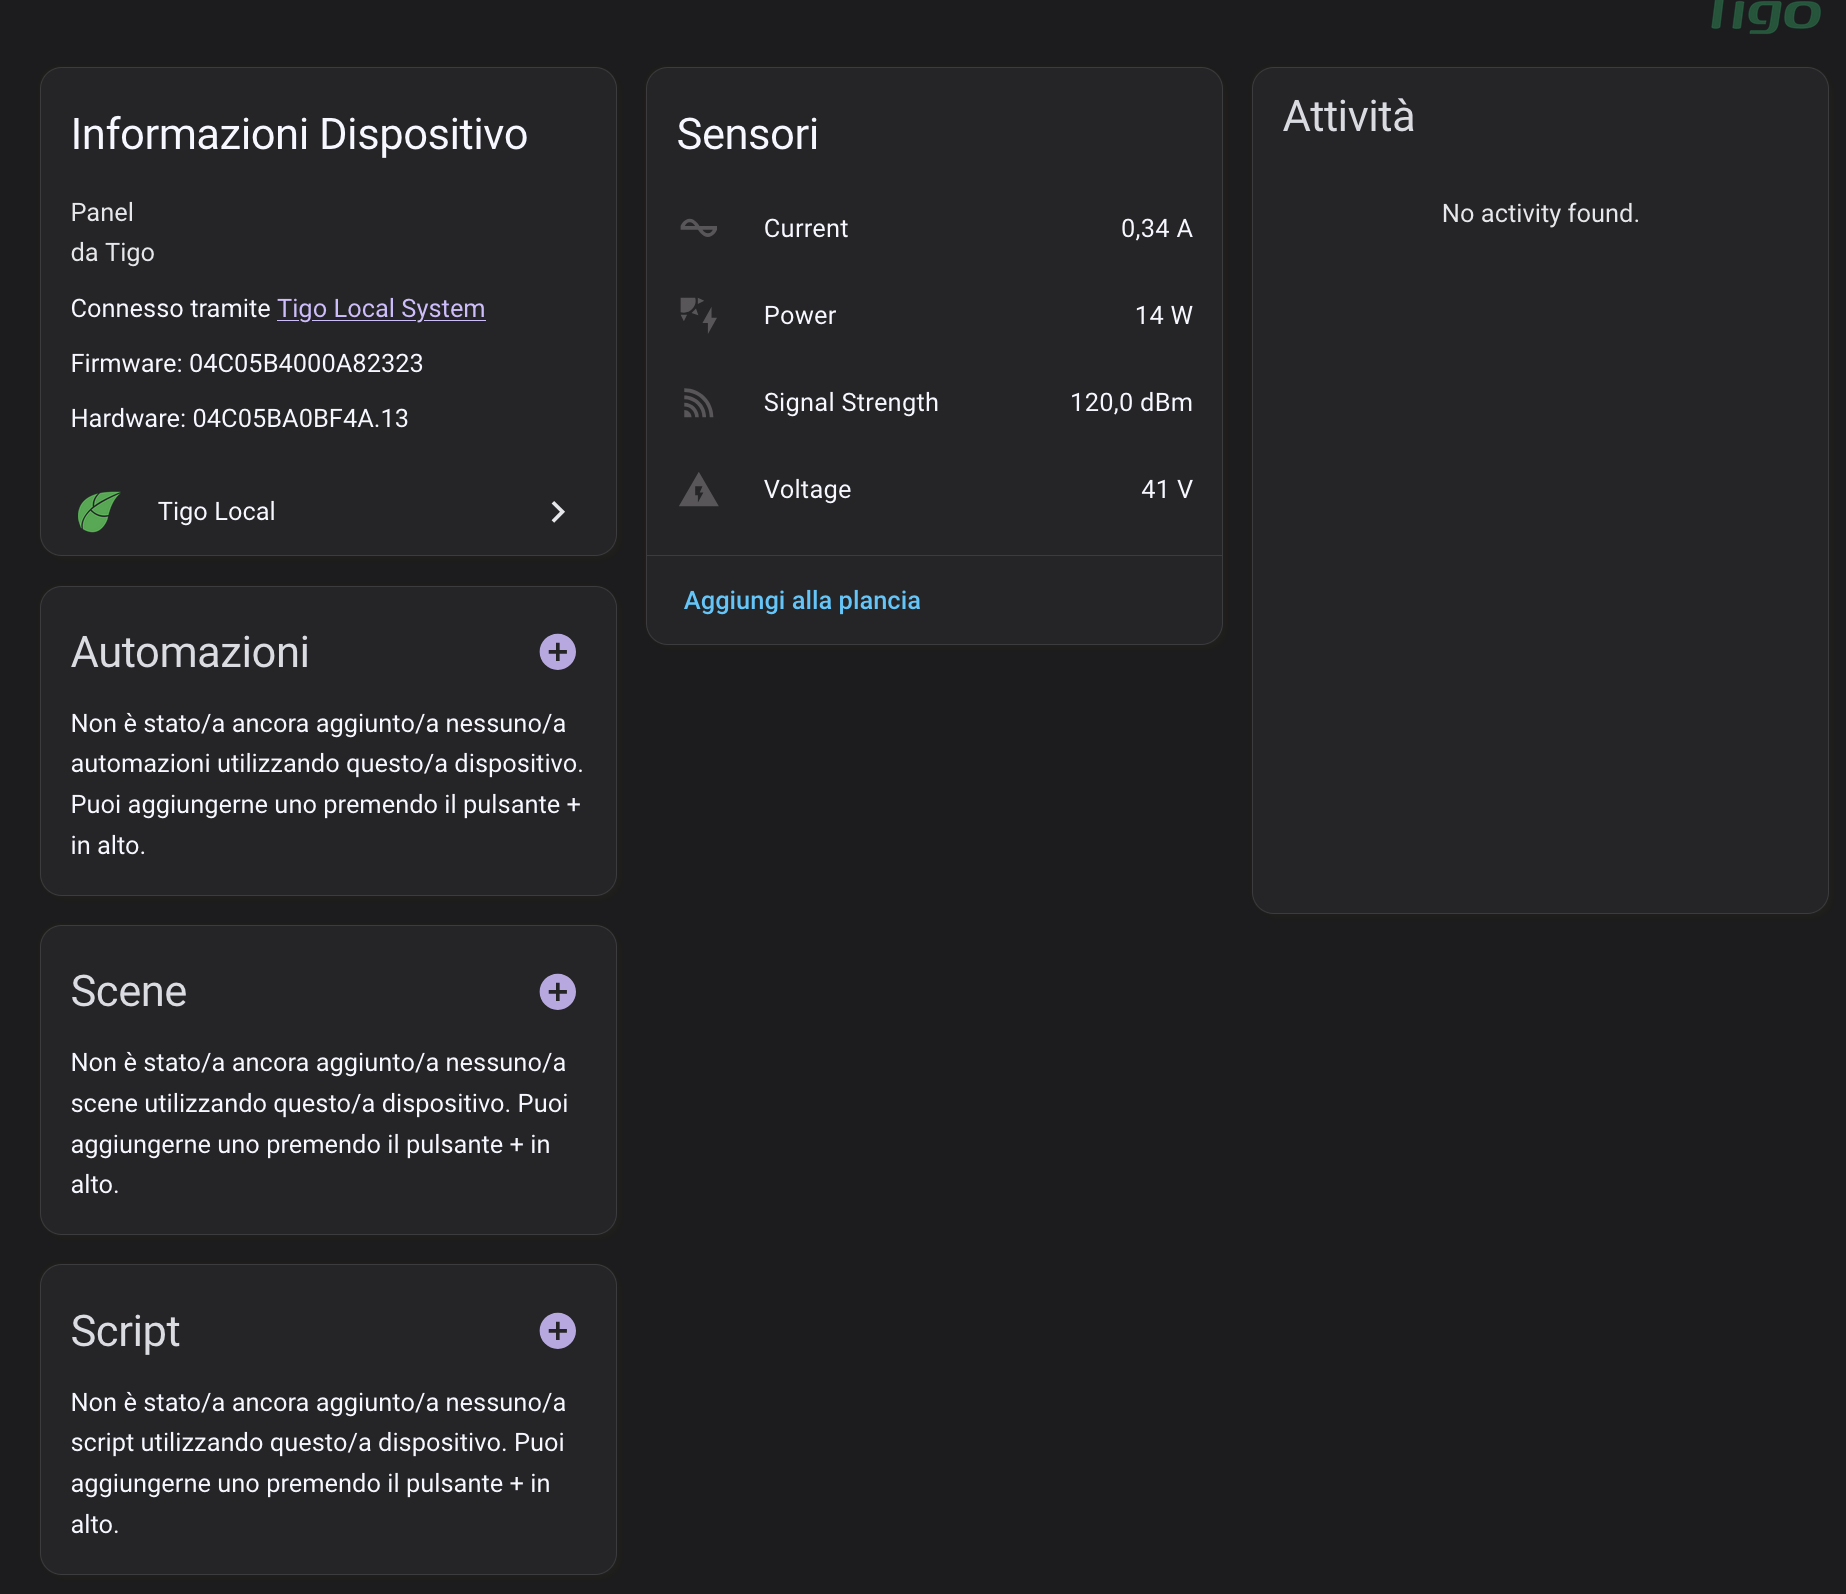 Tigo
Informazioni Dispositivo
Panel
da Tigo
Connesso tramite Tigo Local System
Firmware: 04C05B4000A82323
Hardware: 04C05BA0BF4A.13
Tigo Local
Automazioni
Non è stato/a ancora aggiunto/a nessuno/a
automazioni utilizzando questo/a dispositivo.
Puoi aggiungerne uno premendo il pulsante +
in alto.
Scene
Non è stato/a ancora aggiunto/a nessuno/a
scene utilizzando questo/a dispositivo. Puoi
aggiungerne uno premendo il pulsante + in
alto.
Script
Non è stato/a ancora aggiunto/a nessuno/a
script utilizzando questo/a dispositivo. Puoi
aggiungerne uno premendo il pulsante + in
alto.
Sensori
Current 0,34 A
Power 14 W
Signal Strength 120,0 dBm
Voltage 41 V
Aggiungi alla plancia
Attività
No activity found.